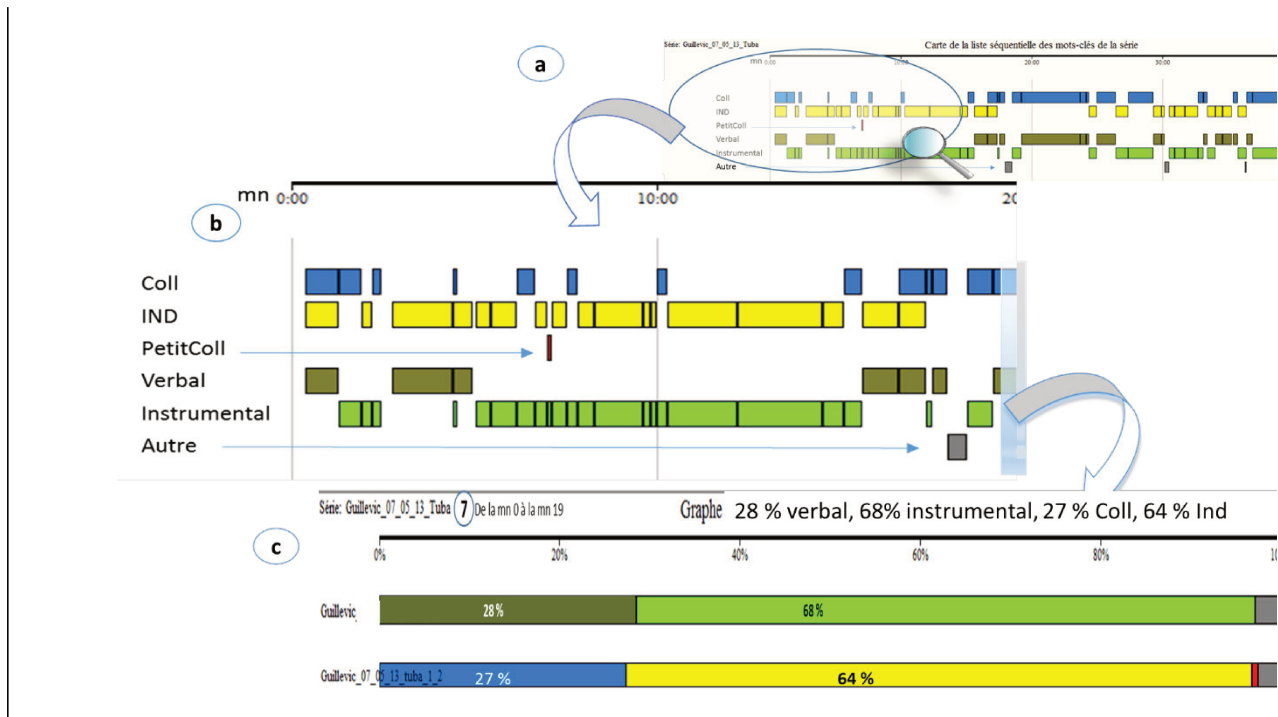 a
Série: Guillevic_07_05_13_Tuba
Carte de la liste séquentielle des mots-clés de la série
mn 0:00 10:00 20:00 30:00
Coll
IND
PetitColl
Verbal
Instrumental
Autre
b
mn 0:00 10:00 20
Coll
IND
PetitColl
Verbal
Instrumental
Autre
Série: Guillevic_07_05_13_Tuba 7 De la mn 0 à la mn 19 Graphe 28 % verbal, 68% instrumental, 27 % Coll, 64 % Ind
c
0% 20% 40% 60% 80% 10
Guillevic 28 % 68 %
Guillevic_07_05_13_tuba_1_2 27 % 64 %